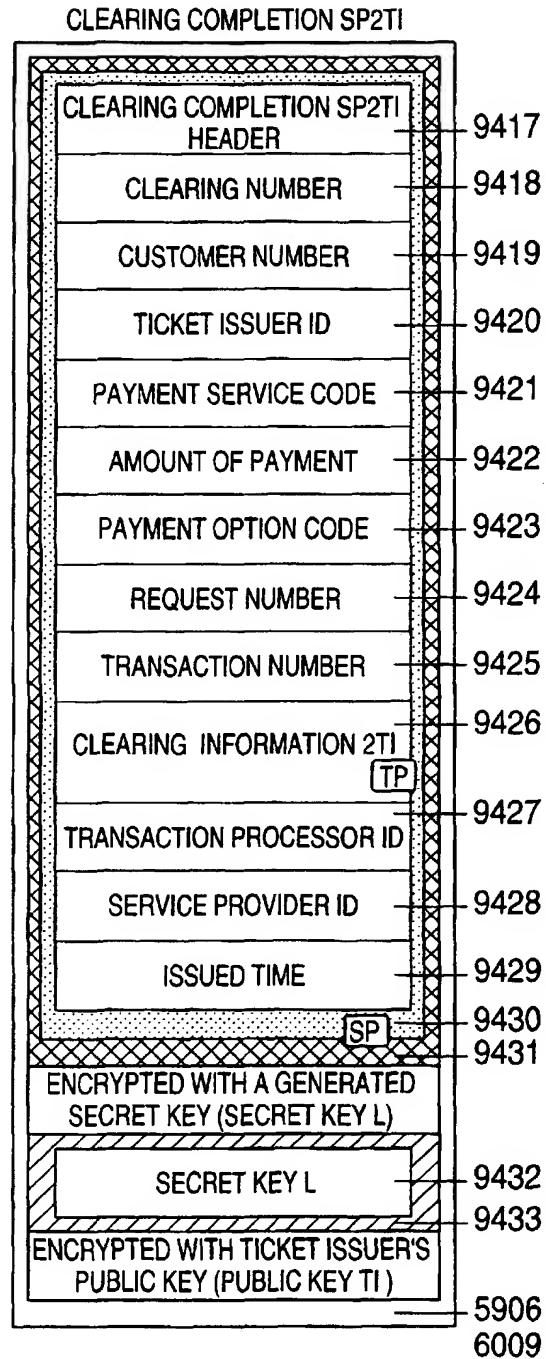 CLEARING COMPLETION SP2TI
CLEARING COMPLETION SP2TI
HEADER
9417
CLEARING NUMBER
9418
CUSTOMER NUMBER
9419
TICKET ISSUER ID
9420
PAYMENT SERVICE CODE
9421
AMOUNT OF PAYMENT
9422
PAYMENT OPTION CODE
9423
REQUEST NUMBER
9424
TRANSACTION NUMBER
9425
9426
CLEARING INFORMATION 2TI
TP
9427
TRANSACTION PROCESSOR ID
SERVICE PROVIDER ID
9428
ISSUED TIME
9429
SP
9430
9431
ENCRYPTED WITH A GENERATED
SECRET KEY (SECRET KEY L)
SECRET KEY L
9432
9433
ENCRYPTED WITH TICKET ISSUER'S
PUBLIC KEY (PUBLIC KEY TI )
5906
6009